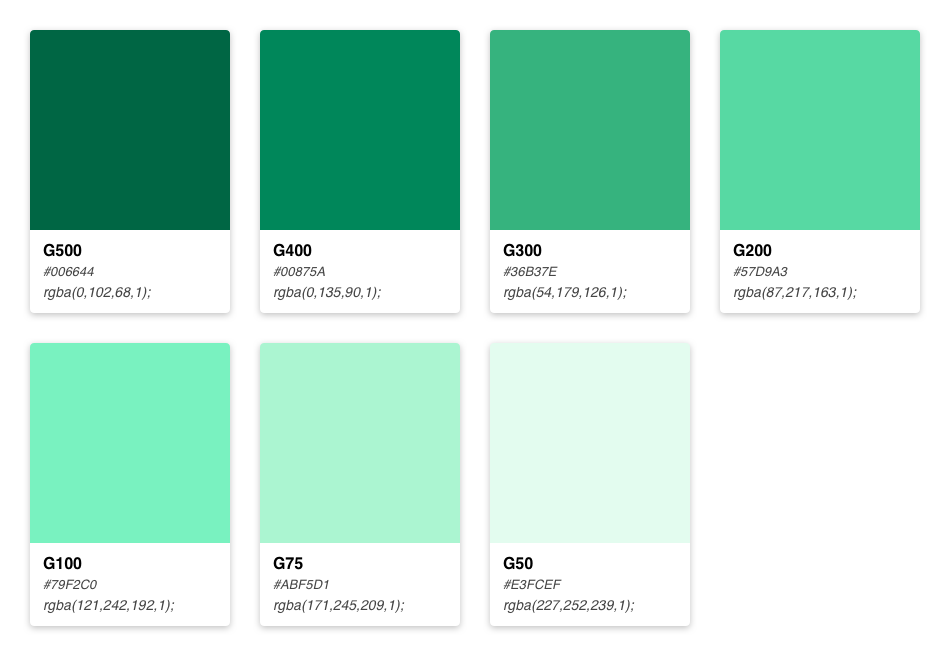 G500
#006644
rgba(0,102,68,1);
G400
#00875A
rgba(0,135,90,1);
G300
#36B37E
rgba(54,179,126,1);
G200
#57D9A3
rgba(87,217,163,1);
G100
#79F2C0
rgba(121,242,192,1);
G75
#ABF5D1
rgba(171,245,209,1);
G50
#E3FCEF
rgba(227,252,239,1);